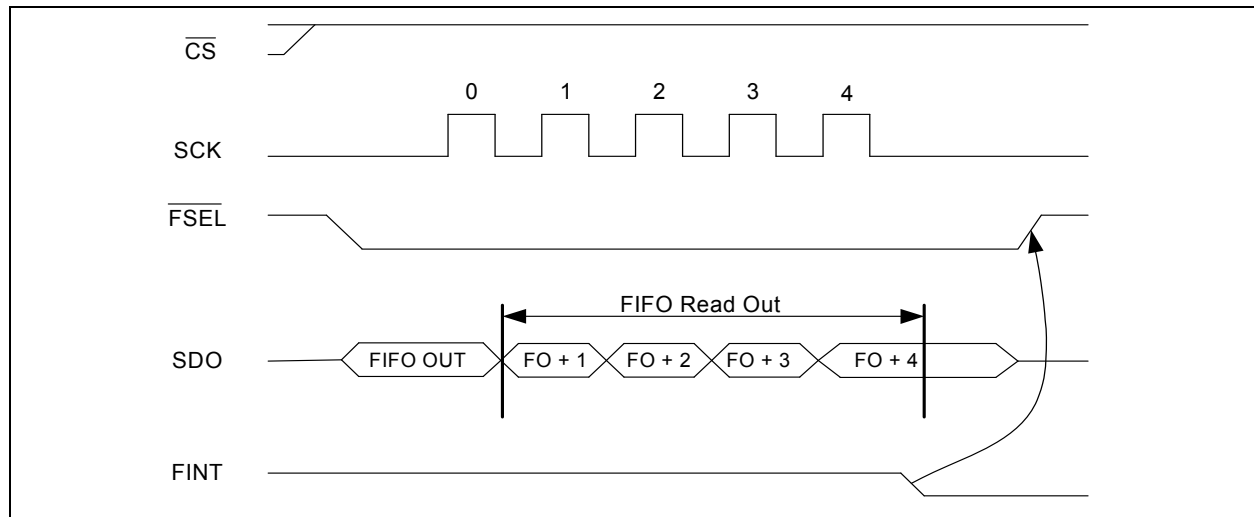 CS
0 1 2 3 4
SCK
FSEL
FIFO Read Out
SDO FIFO OUT FO + 1 FO + 2 FO + 3 FO + 4
FINT